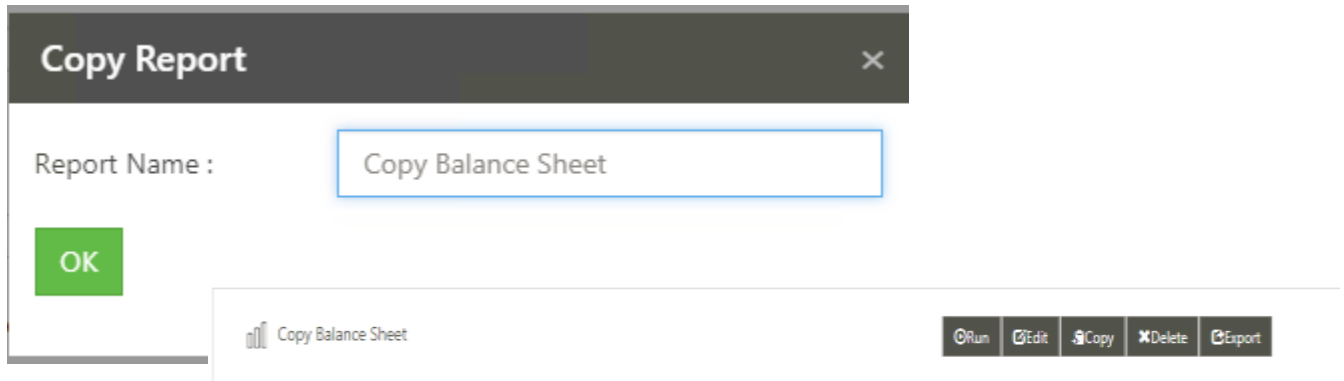 Copy Report ×
Report Name : Copy Balance Sheet
OK
Copy Balance Sheet Run Edit Copy Delete Export